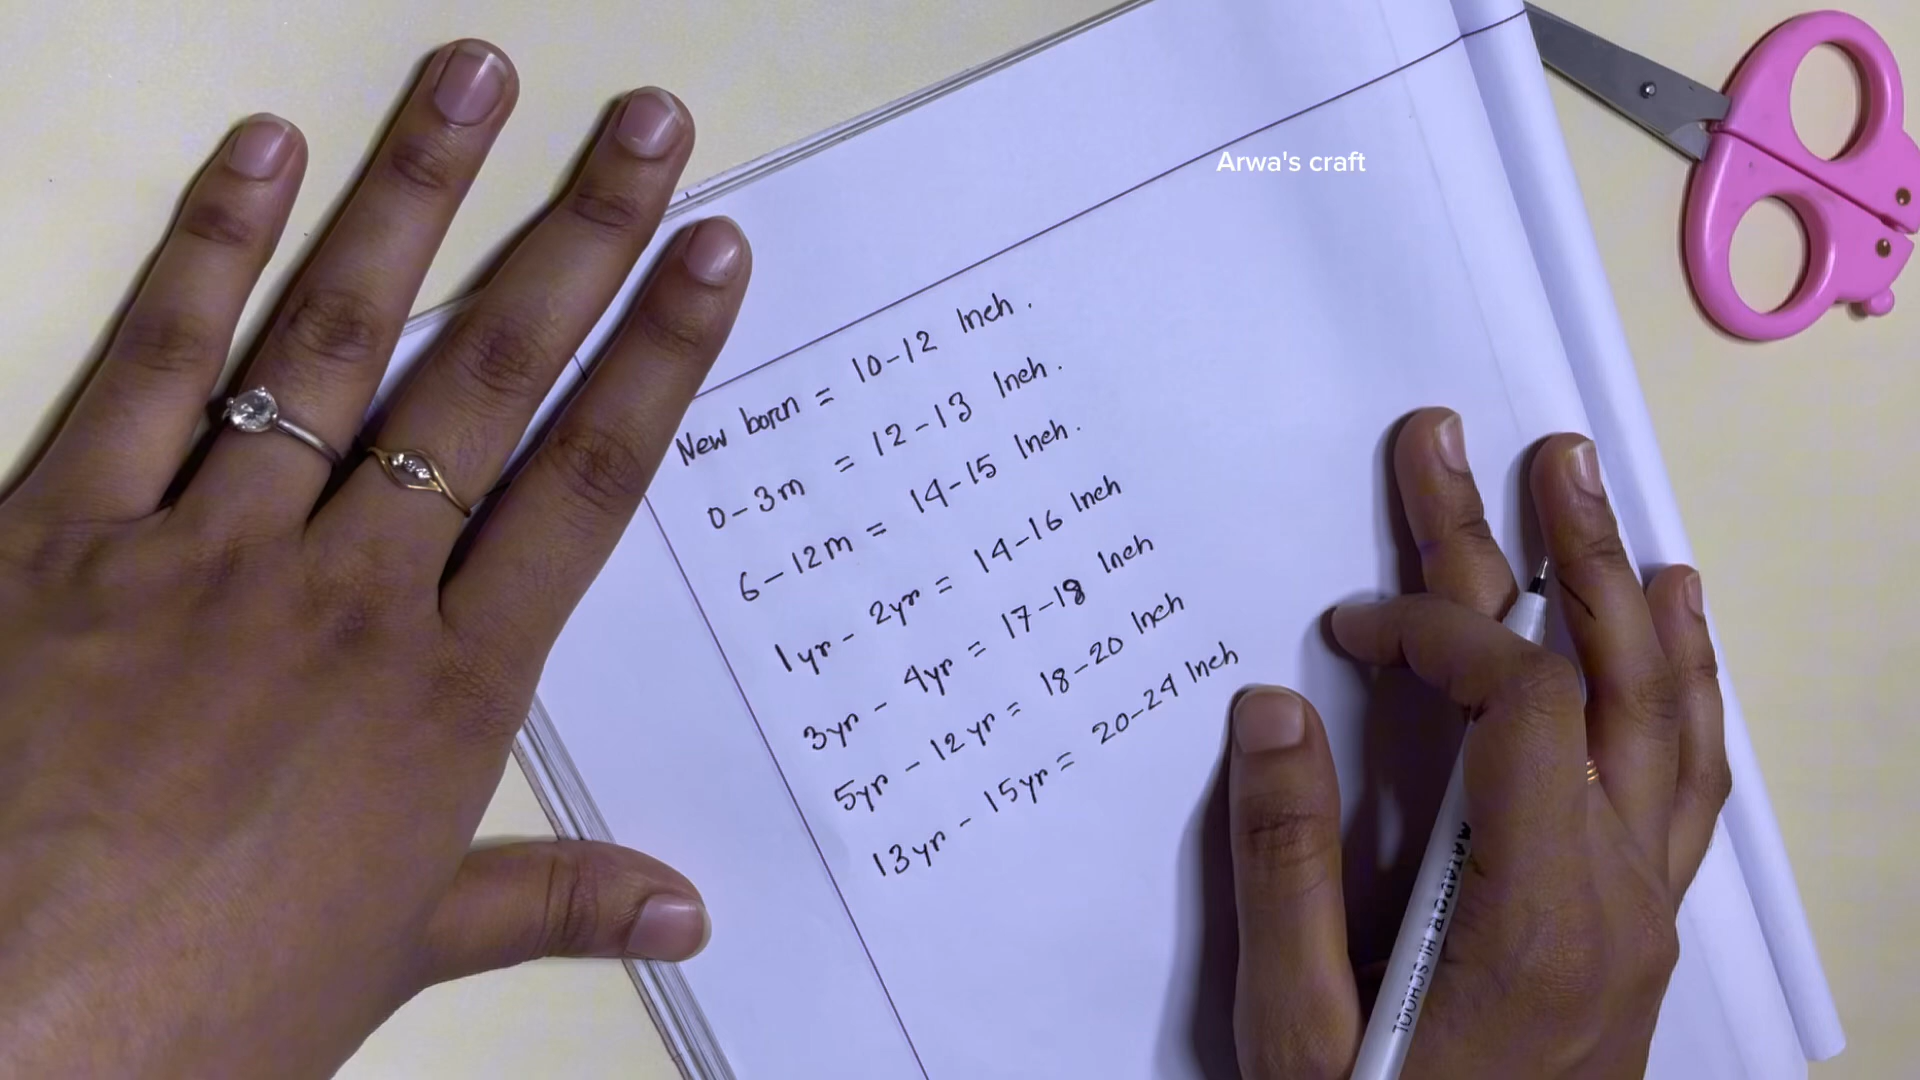 Arwa's craft
New born = 10-12 Inch.
0-3m = 12-13 Inch.
6-12m = 14-15 Inch.
1yr - 2yr = 14-16 Inch
3yr - 4yr = 17-18 Inch
5yr - 12yr = 18-20 Inch
13yr - 15yr = 20-24 Inch
MATADOR Hi-SCHOOL